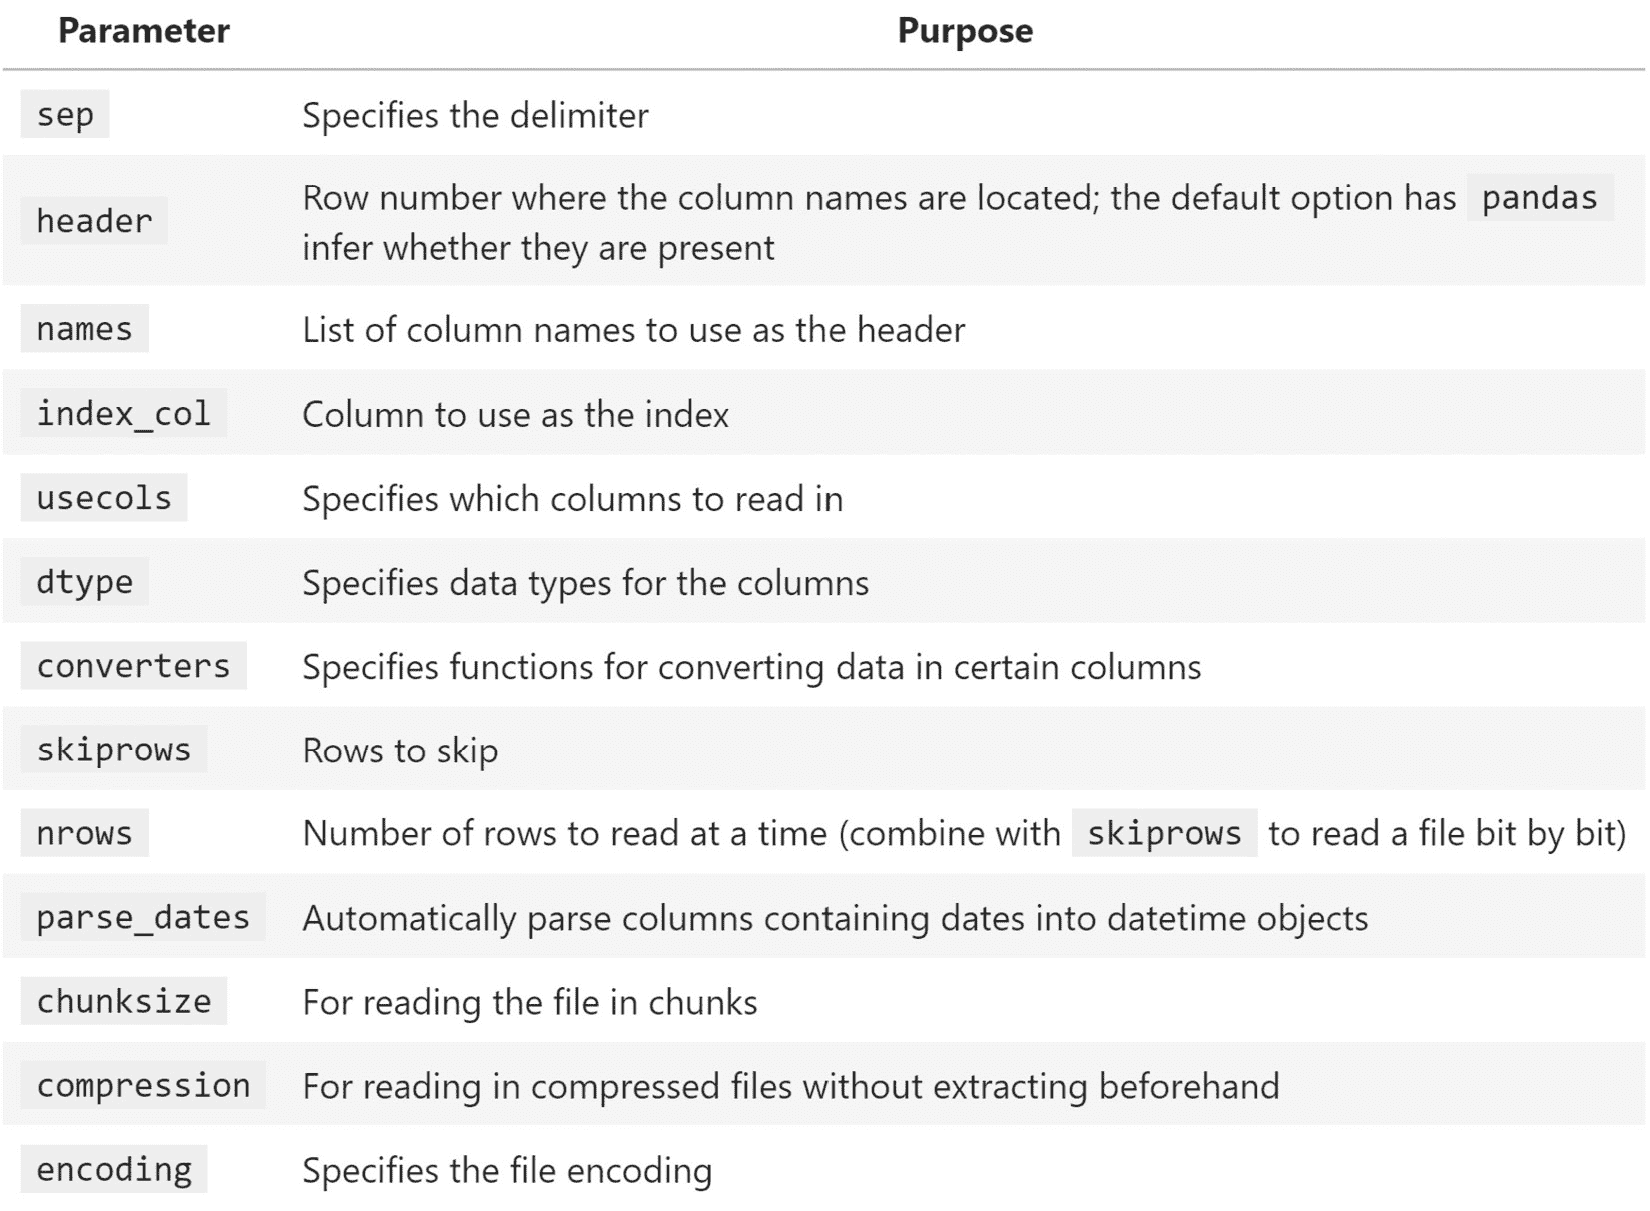 Parameter Purpose
sep Specifies the delimiter
header Row number where the column names are located; the default option has pandas
infer whether they are present
names List of column names to use as the header
index_col Column to use as the index
usecols Specifies which columns to read in
dtype Specifies data types for the columns
converters Specifies functions for converting data in certain columns
skiprows Rows to skip
nrows Number of rows to read at a time (combine with skiprows to read a file bit by bit)
parse_dates Automatically parse columns containing dates into datetime objects
chunksize For reading the file in chunks
compression For reading in compressed files without extracting beforehand
encoding Specifies the file encoding